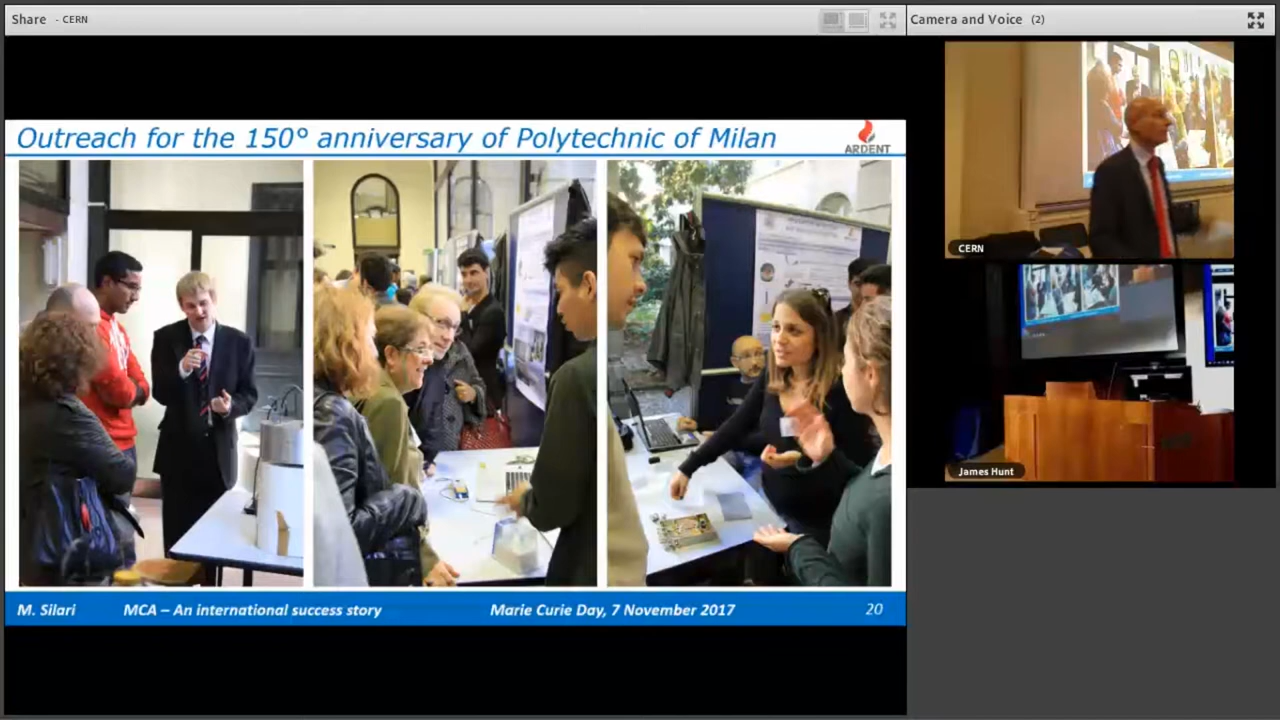 Share - CERN
Camera and Voice (2)
Outreach for the 150° anniversary of Polytechnic of Milan
ARDENT
CERN
James Hunt
M. Silari MCA – An international success story Marie Curie Day, 7 November 2017 20